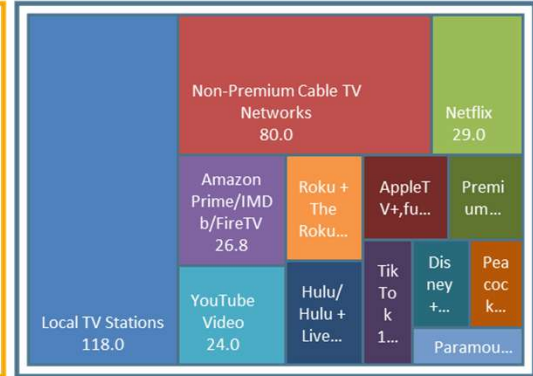 Local TV Stations
118.0
Non-Premium Cable TV
Networks
80.0
Netflix
29.0
Amazon
Prime/IMD
b/FireTV
26.8
YouTube
Video
24.0
Roku +
The
Roku...
Hulu/
Hulu +
Live...
AppleT
V+,fu...
Premi
um...
Tik
To
k
1...
Dis
ney
+...
Pea
coc
k...
Paramou...